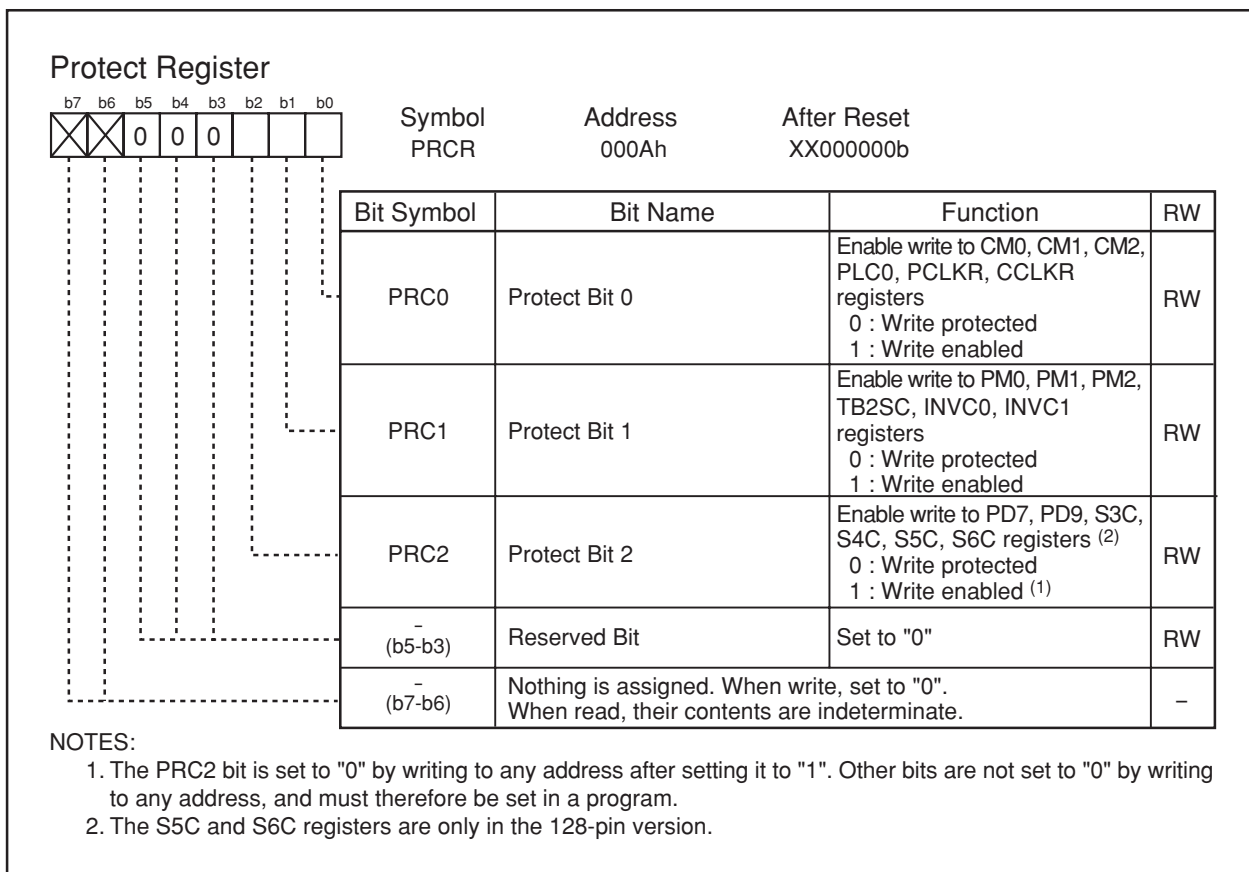 Protect Register
b7 b6 b5 b4 b3 b2 b1 b0
0 0 0
Symbol Address After Reset
PRCR 000Ah XX000000b
Bit Symbol Bit Name Function RW
PRC0 Protect Bit 0 Enable write to CM0, CM1, CM2,
PLC0, PCLKR, CCLKR
registers
0 : Write protected
1 : Write enabled
RW
PRC1 Protect Bit 1 Enable write to PM0, PM1, PM2,
TB2SC, INVC0, INVC1
registers
0 : Write protected
1 : Write enabled
RW
PRC2 Protect Bit 2 Enable write to PD7, PD9, S3C,
S4C, S5C, S6C registers (2)
0 : Write protected
1 : Write enabled (1)
RW
–
(b5-b3) Reserved Bit Set to "0" RW
–
(b7-b6) Nothing is assigned. When write, set to "0".
When read, their contents are indeterminate.
–
NOTES:
1. The PRC2 bit is set to "0" by writing to any address after setting it to "1". Other bits are not set to "0" by writing
to any address, and must therefore be set in a program.
2. The S5C and S6C registers are only in the 128-pin version.